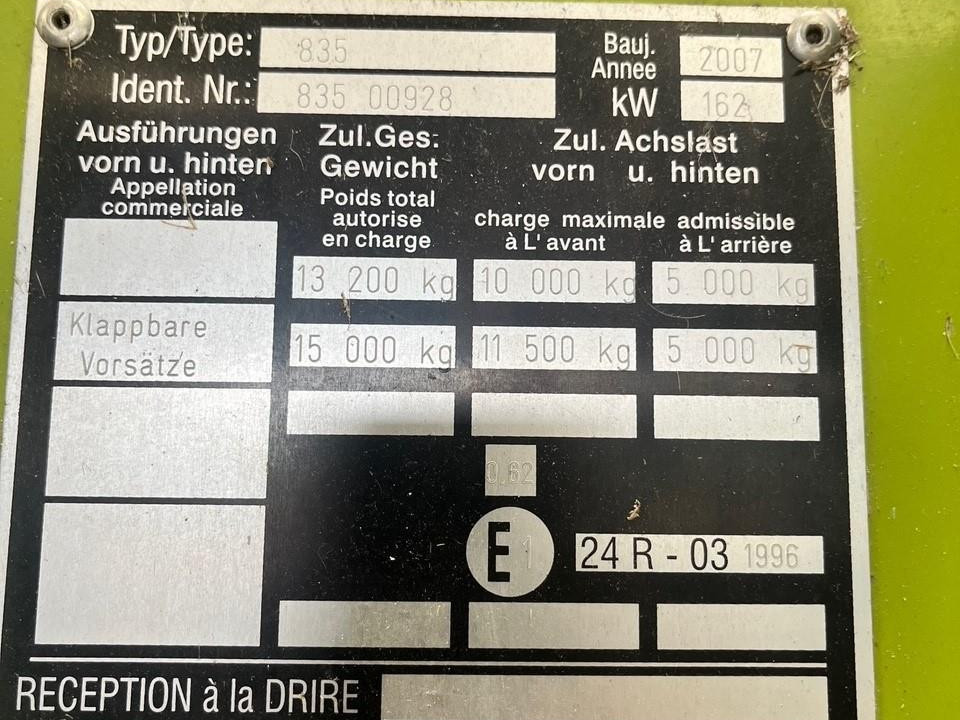 Typ/Type: 835
Bauj. Annee 2007
Ident. Nr.: 835 00928
kW 162
Ausführungen vorn u. hinten
Appellation commerciale
Zul.Ges: Gewicht
Poids total autorise en charge
Zul. Achslast
vorn u. hinten
charge maximale admissible
à L' avant à L' arrière
13 200 kg 10 000 kg 5 000 kg
Klappbare Vorsätze
15 000 kg 11 500 kg 5 000 kg
0,62
E 1 24 R - 03 1996
RECEPTION à la DRIRE